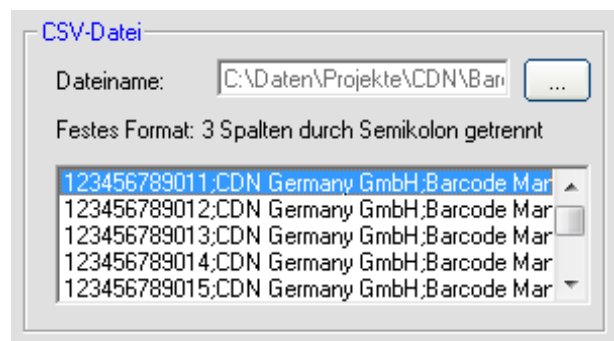 CSV-Datei
Dateiname: C:\Daten\Projekte\CDN\Bar ...
Festes Format: 3 Spalten durch Semikolon getrennt
123456789011;CDN Germany GmbH;Barcode Mar
123456789012;CDN Germany GmbH;Barcode Mar
123456789013;CDN Germany GmbH;Barcode Mar
123456789014;CDN Germany GmbH;Barcode Mar
123456789015;CDN Germany GmbH;Barcode Mar